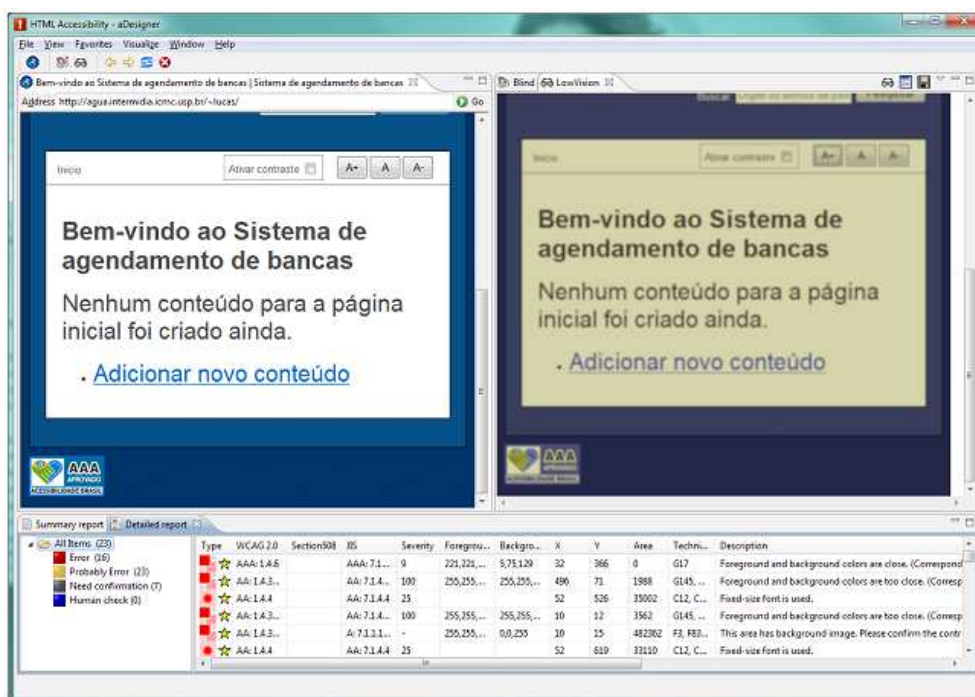 HTML Accessibility - aDesigner
File View Favorites Visualize Window Help
Bem-vindo ao Sistema de agendamento de bancas | Sistema de agendamento de bancas
Address http://agua.intermidia.icmc.usp.br/~lucas/ Go
Início Ativar contraste A+ A A-
Bem-vindo ao Sistema de
agendamento de bancas
Nenhum conteúdo para a página
inicial foi criado ainda.
Adicionar novo conteúdo
AAA
APROVADO
ACESSIBILIDADE BRASIL
Blind LowVision
Início Ativar contraste A+ A A-
Bem-vindo ao Sistema de
agendamento de bancas
Nenhum conteúdo para a página
inicial foi criado ainda.
Adicionar novo conteúdo
AAA
APROVADO
Summary report Detailed report
All Items (23)
Error (16)
Probably Error (23)
Need confirmation (7)
Human check (0)
Type WCAG 2.0 Section508 JIS Severity Foregrou... Backgro... X Y Area Techni... Description
AAA: 1.4.6 AAA: 7.1... 9 221,221,... 5,75,129 32 366 0 G17 Foreground and background colors are close. (Correspond
AA: 1.4.3... AA: 7.1.4... 100 255,255,... 255,255,... 496 71 1988 G145, ... Foreground and background colors are too close. (Corresp
AA: 1.4.4 AA: 7.1.4.4 25 52 526 35002 C12, C... Fixed-size font is used.
AA: 1.4.3... AA: 7.1.4... 100 255,255,... 255,255,... 10 12 3562 G145, ... Foreground and background colors are too close. (Corresp
AA: 1.4.3... A: 7.1.1.1... - 255,255,... 0,0,255 10 15 482362 F3, F83... This area has background image. Please confirm the contr
AA: 1.4.4 AA: 7.1.4.4 25 52 619 33110 C12, C... Fixed-size font is used.